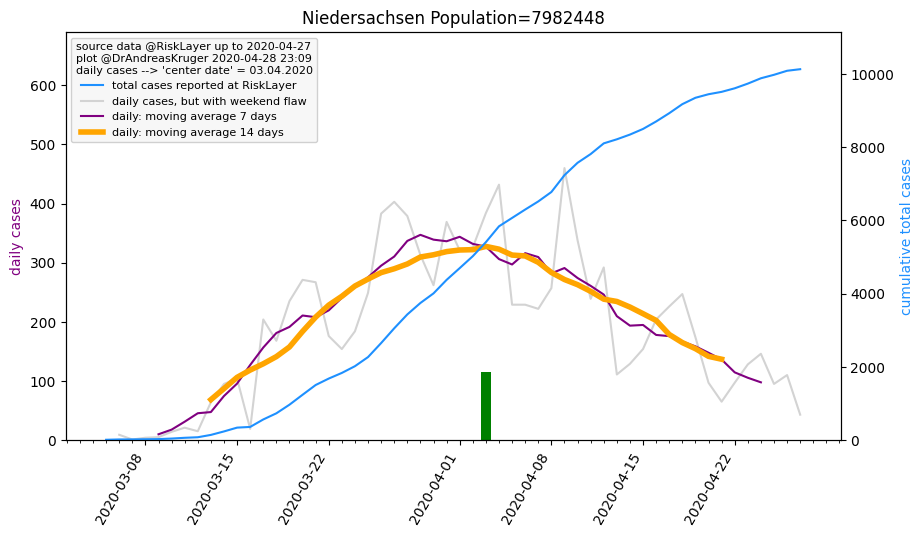 Niedersachsen Population=7982448
source data @RiskLayer up to 2020-04-27
plot @DrAndreasKruger 2020-04-28 23:09
daily cases --> 'center date' = 03.04.2020
total cases reported at RiskLayer
daily cases, but with weekend flaw
daily: moving average 7 days
daily: moving average 14 days
daily cases
600
500
400
300
200
100
0
10000
8000
6000
4000
2000
0
cumulative total cases
2020-03-08
2020-03-15
2020-03-22
2020-04-01
2020-04-08
2020-04-15
2020-04-22